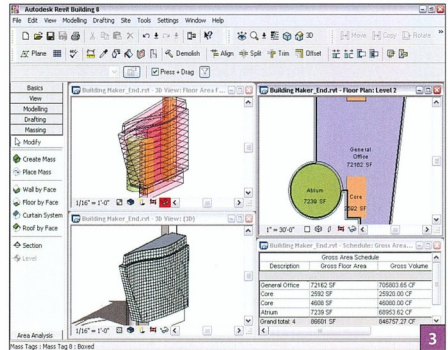 Autodesk Revit Building 8
File Edit View Modelling Drafting Site Tools Settings Window Help
3D
Move Copy Rotate
Plane Demolish Align Split Trim Offset
Press + Drag
Basics
View
Modelling
Drafting
Massing
Modify
Create Mass
Place Mass
Wall by Face
Floor by Face
Curtain System
Roof by Face
Section
Level
Area Analysis
Building Maker_End.rvt - 3D View: Floor Area F...
1/16" = 1'-0"
Building Maker_End.rvt - Floor Plan: Level 2
General
Office
72162 SF
Atrium
7239 SF
Core
2592 SF
1" = 30'-0"
Building Maker_End.rvt - 3D View: {3D}
1/16" = 1'-0"
Building Maker_End.rvt - Schedule: Gross Area...
Gross Area Schedule
Description Gross Floor Area Gross Volume
General Office 72162 SF 705803.65 CF
Core 2592 SF 25920.00 CF
Core 4608 SF 46080.00 CF
Atrium 7239 SF 68953.62 CF
Grand total: 4 86601 SF 846757.27 CF
Mass Tags : Mass Tag 8 : Boxed
3